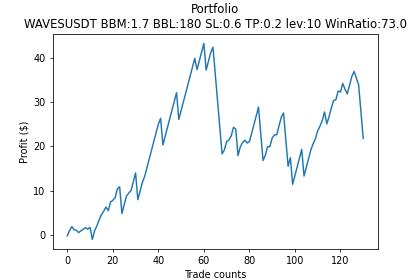 Portfolio
WAVESUSDT BBM:1.7 BBL:180 SL:0.6 TP:0.2 lev:10 WinRatio:73.0
Profit ($)
40
30
20
10
0
0 20 40 60 80 100 120
Trade counts